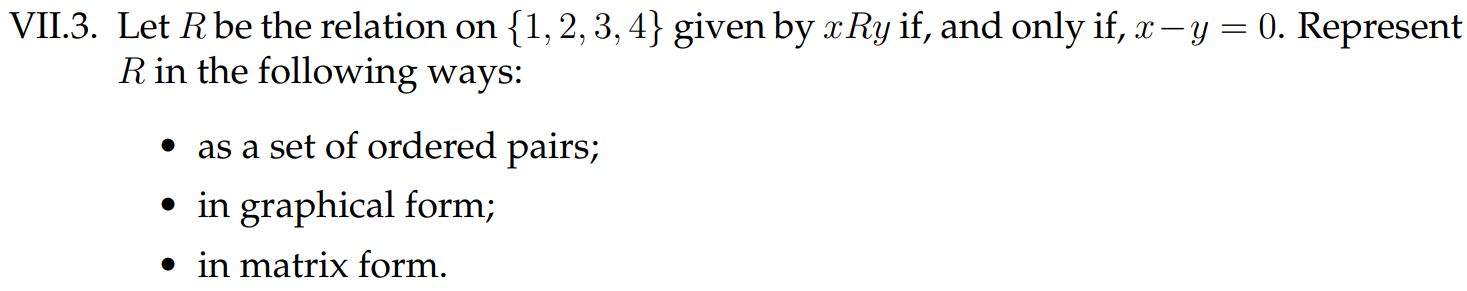 VII.3. Let R be the relation on {1, 2, 3, 4} given by xRy if, and only if, x − y = 0. Represent
R in the following ways:
• as a set of ordered pairs;
• in graphical form;
• in matrix form.